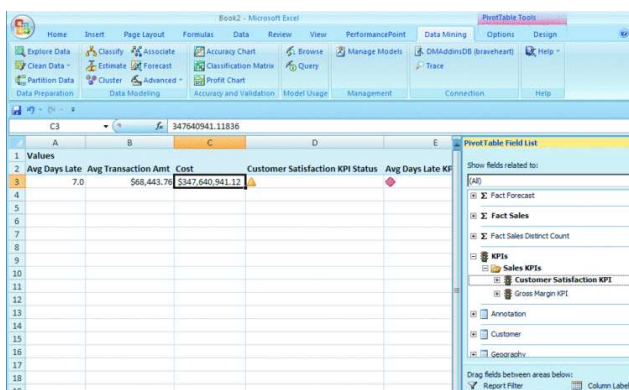 Book2 - Microsoft Excel PivotTable Tools
Home Insert Page Layout Formulas Data Review View PerformancePoint Data Mining Options Design
Explore Data Classify Associate Accuracy Chart Browse Manage Models DMAddinsDB (braveheart) Help
Clean Data Estimate Forecast Classification Matrix Query Trace
Partition Data Cluster Advanced Profit Chart
Data Preparation Data Modeling Accuracy and Validation Model Usage Management Connection Help
C3 fx 347640941.11836
A B C D E PivotTable Field List
1 Values
2 Avg Days Late Avg Transaction Amt Cost Customer Satisfaction KPI Status Avg Days Late KP
Show fields related to:
3 7.0 $68,443.76 $347,640,941.12
(All)
4 Σ Fact Forecast
5
6 Σ Fact Sales
7 Σ Fact Sales Distinct Count
8
9 KPIs
10 Sales KPIs
11 Customer Satisfaction KPI
12 Gross Margin KPI
13 Annotation
14
15 Customer
16 Geography
17
18 Drag fields between areas below:
Report Filter Column Label